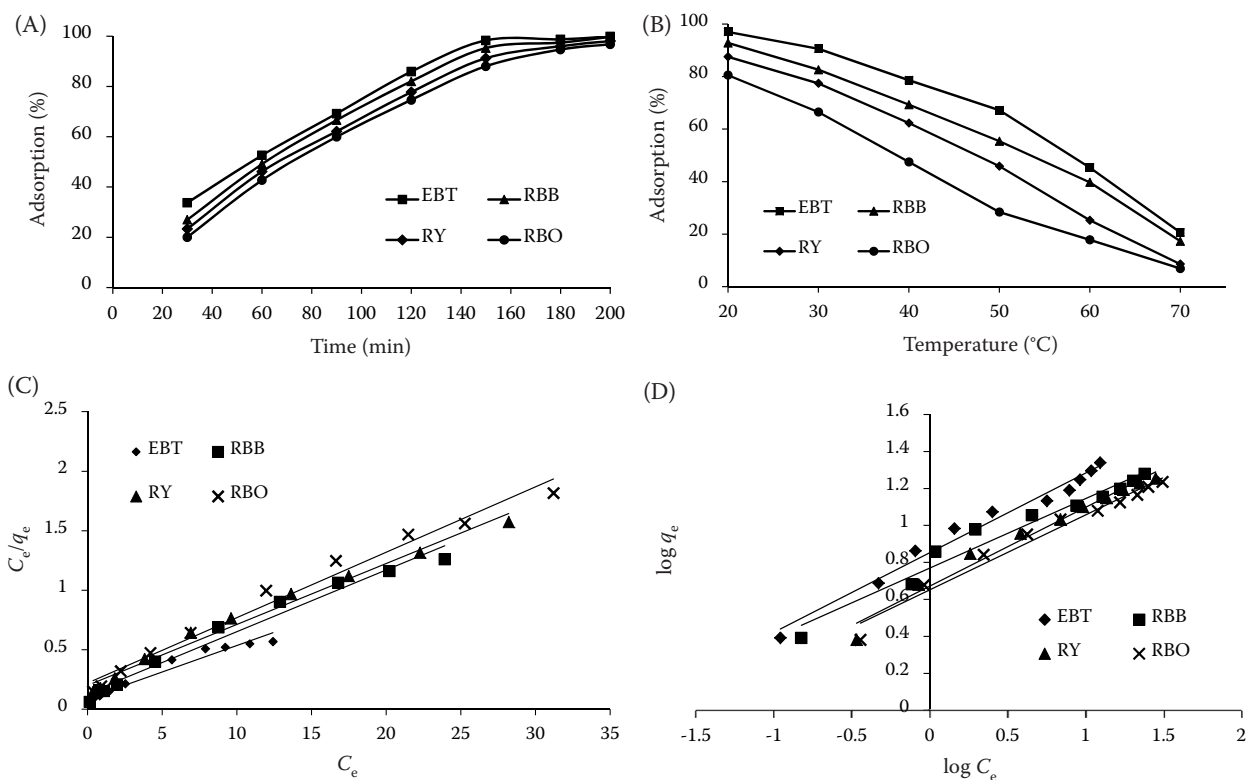 (A)
100
80
60
40
20
0
Adsorption (%)
EBT RBB
RY RBO
0 20 40 60 80 100 120 140 160 180 200
Time (min)
(B)
100
80
60
40
20
0
Adsorption (%)
EBT RBB
RY RBO
20 30 40 50 60 70
Temperature (°C)
(C)
2.5
2
1.5
1
0.5
0
Ce/qe
EBT RBB
RY RBO
0 5 10 15 20 25 30 35
Ce
(D)
1.6
1.4
1.2
1.0
0.8
0.6
0.4
0.2
0
log qe
EBT RBB
RY RBO
-1.5 -1 -0.5 0 0.5 1 1.5 2
log Ce